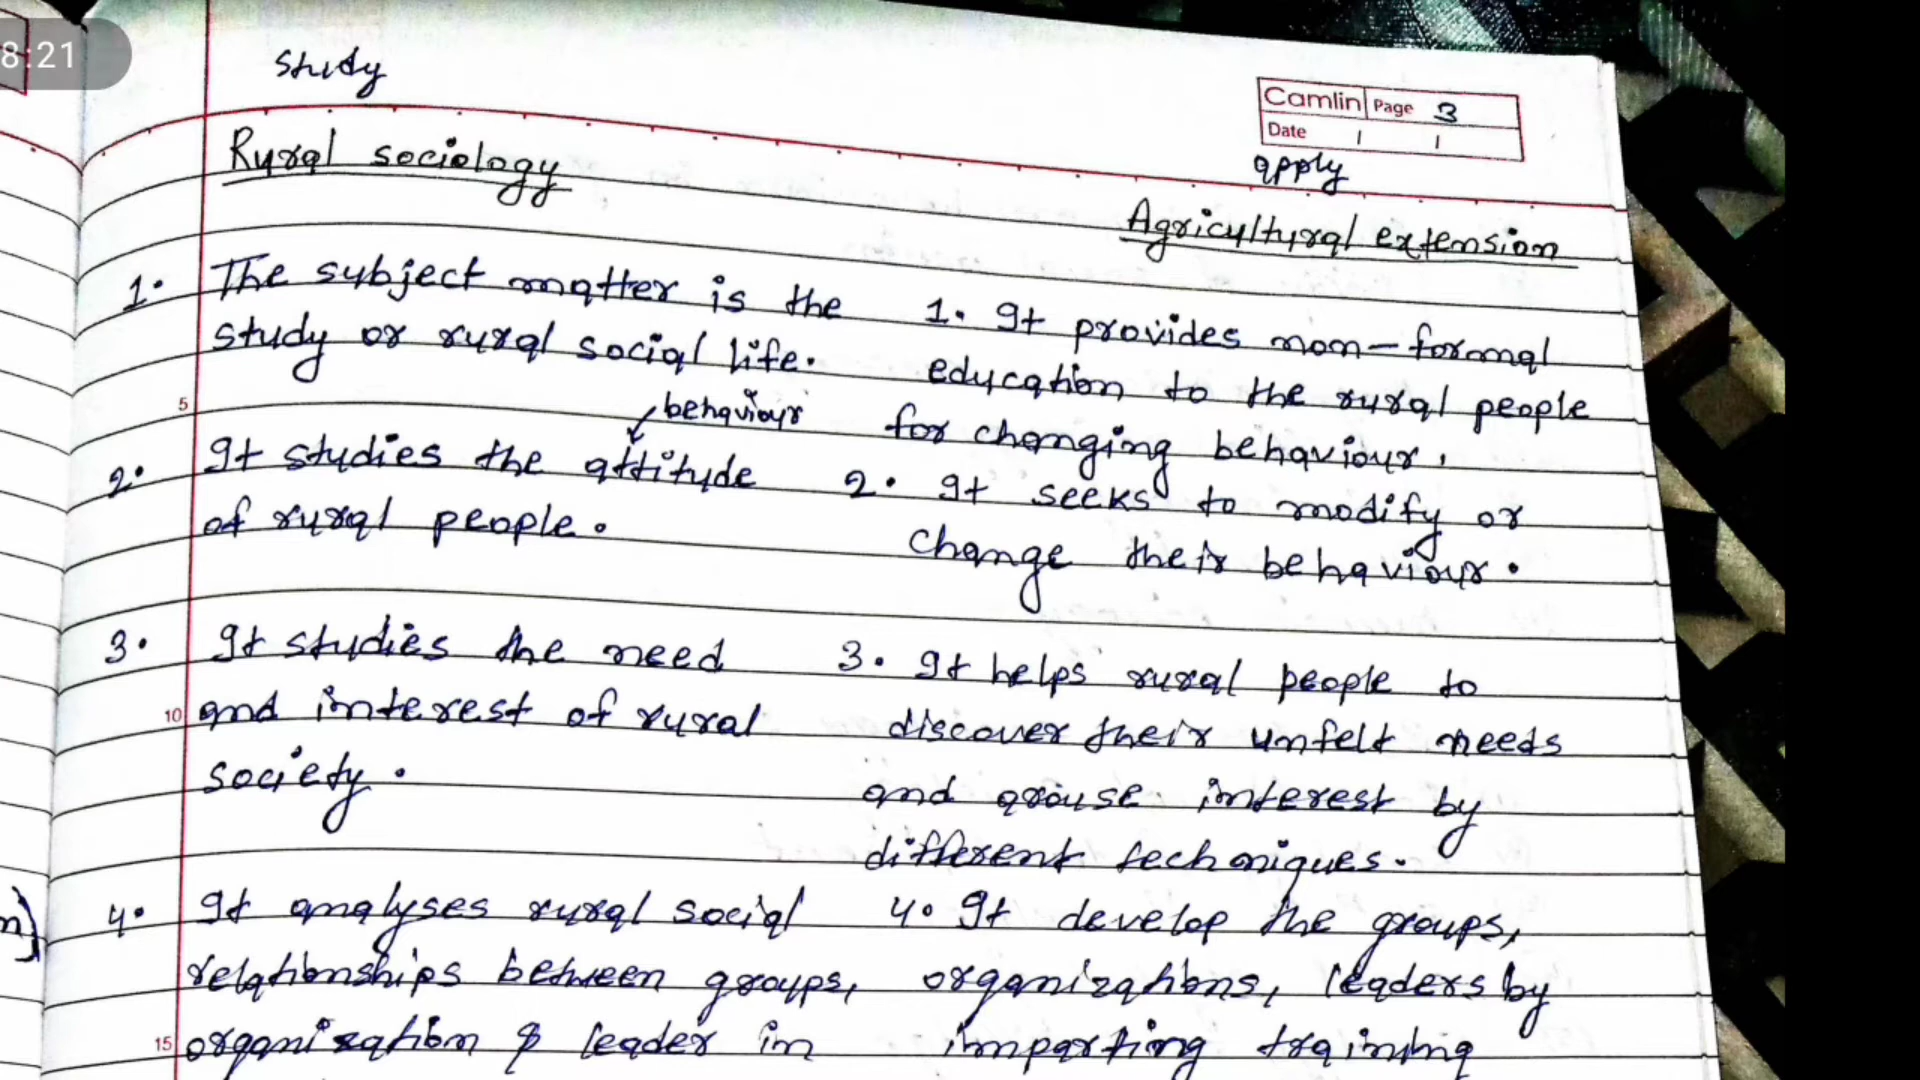 8:21
study
Camlin Page 3
Date / /
apply
Rural sociology
Agricultural extension
1. The subject matter is the
study or rural social life.
2. It studies the attitude
behaviour
of rural people.
3. It studies the need
and interest of rural
society.
4. It analyses rural social
relationships between groups,
organization & leader in
1. It provides non-formal
education to the rural people
for changing behaviour.
2. It seeks to modify or
change their behaviour.
3. It helps rural people to
discover their unfelt needs
and arouse interest by
different techniques.
4. It develop the groups,
organizations, leaders by
imparting training
5
10
15